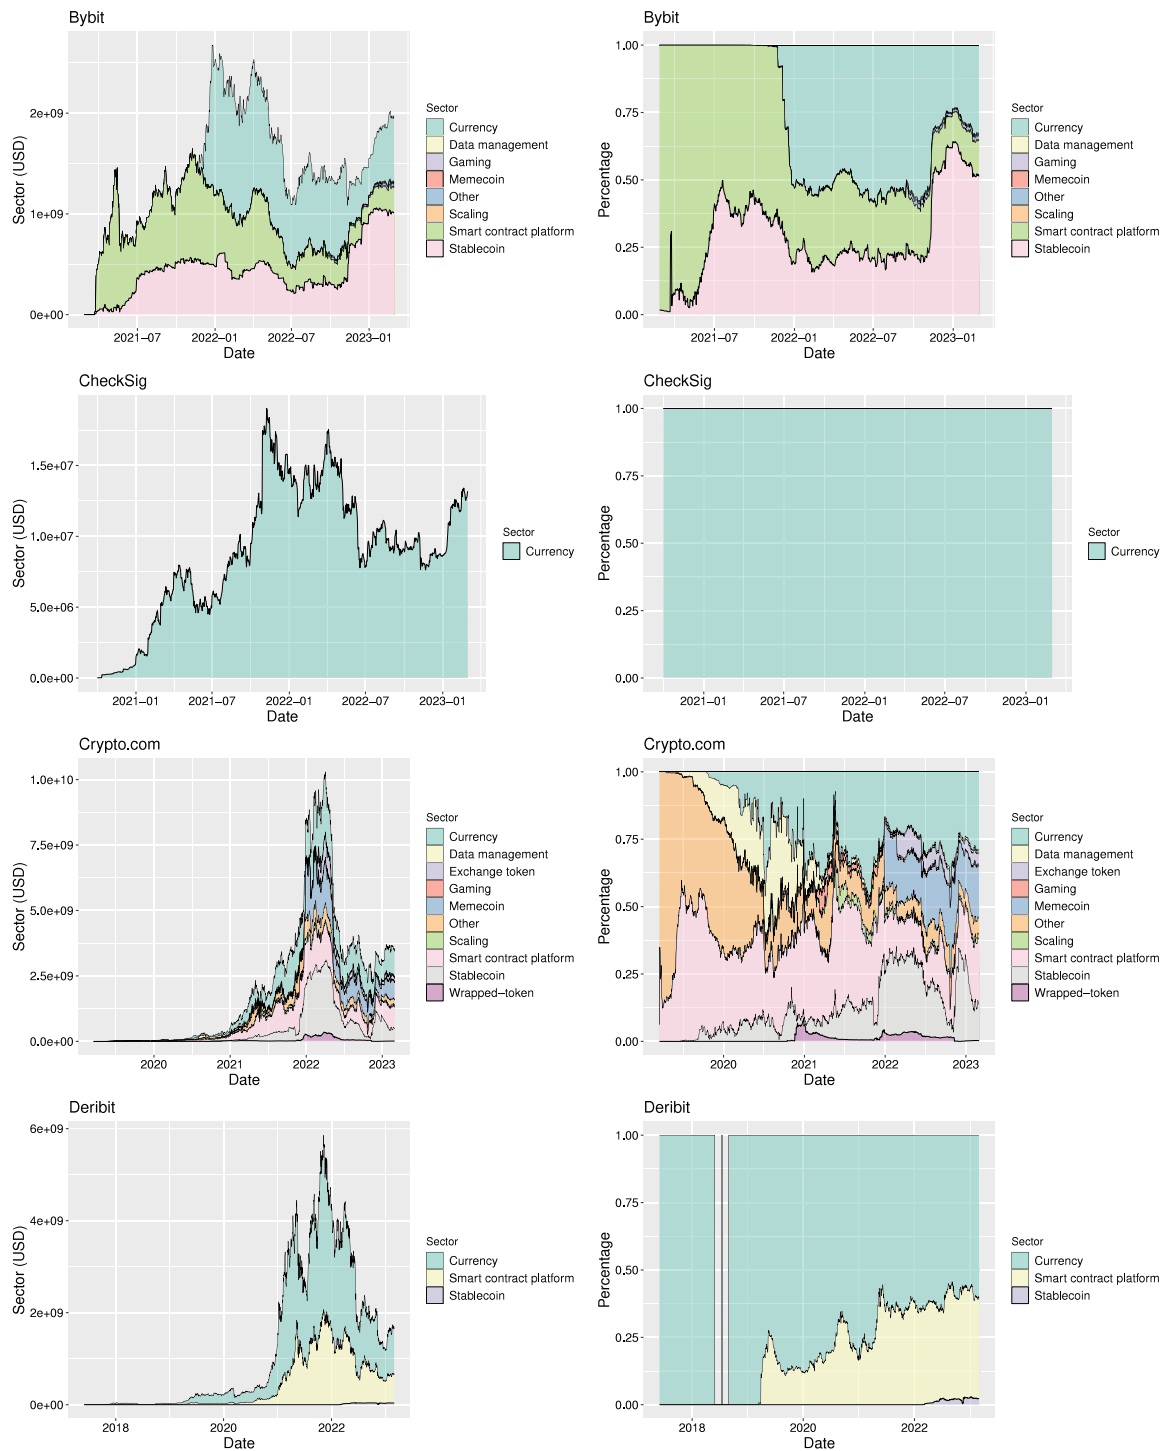 Bybit
Sector (USD)
2e+09
1e+09
0e+00
2021−07
2022−01
2022−07
2023−01
Date
Sector
Currency
Data management
Gaming
Memecoin
Other
Scaling
Smart contract platform
Stablecoin
Bybit
Percentage
1.00
0.75
0.50
0.25
0.00
2021−07
2022−01
2022−07
2023−01
Date
Sector
Currency
Data management
Gaming
Memecoin
Other
Scaling
Smart contract platform
Stablecoin
CheckSig
Sector (USD)
1.5e+07
1.0e+07
5.0e+06
0.0e+00
2021−01
2021−07
2022−01
2022−07
2023−01
Date
Sector
Currency
CheckSig
Percentage
1.00
0.75
0.50
0.25
0.00
2021−01
2021−07
2022−01
2022−07
2023−01
Date
Sector
Currency
Crypto.com
Sector (USD)
1.0e+10
7.5e+09
5.0e+09
2.5e+09
0.0e+00
2020
2021
2022
2023
Date
Sector
Currency
Data management
Exchange token
Gaming
Memecoin
Other
Scaling
Smart contract platform
Stablecoin
Wrapped−token
Crypto.com
Percentage
1.00
0.75
0.50
0.25
0.00
2020
2021
2022
2023
Date
Sector
Currency
Data management
Exchange token
Gaming
Memecoin
Other
Scaling
Smart contract platform
Stablecoin
Wrapped−token
Deribit
Sector (USD)
6e+09
4e+09
2e+09
0e+00
2018
2020
2022
Date
Sector
Currency
Smart contract platform
Stablecoin
Deribit
Percentage
1.00
0.75
0.50
0.25
0.00
2018
2020
2022
Date
Sector
Currency
Smart contract platform
Stablecoin